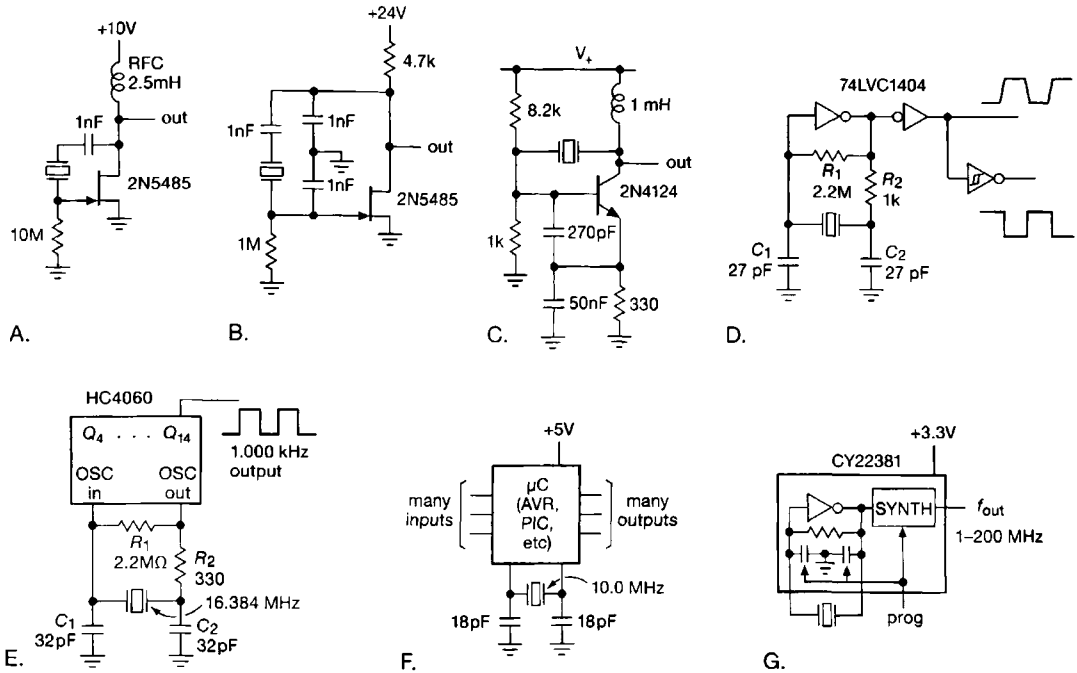 +10V
RFC
2.5mH
1nF
out
2N5485
10M
A.
+24V
4.7k
1nF
1nF
out
1nF
2N5485
1M
B.
V+
8.2k
1 mH
out
2N4124
1k
270pF
50nF
330
C.
74LVC1404
R1
2.2M
R2
1k
C1
27 pF
C2
27 pF
D.
HC4060
Q4 . . . Q14
OSC in
OSC out
1.000 kHz
output
R1
2.2MΩ
R2
330
16.384 MHz
C1
32pF
C2
32pF
E.
+5V
many
inputs
µC
(AVR,
PIC,
etc)
many
outputs
10.0 MHz
18pF
18pF
F.
+3.3V
CY22381
SYNTH
fout
1–200 MHz
prog
G.